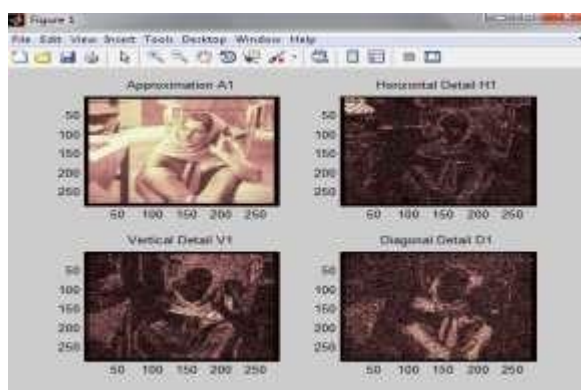 Figure 1
File Edit View Insert Tools Desktop Window Help
Approximation A1
Horizontal Detail H1
50
100
150
200
250
50 100 150 200 250
50
100
150
200
250
50 100 150 200 250
Vertical Detail V1
Diagonal Detail D1
50
100
150
200
250
50 100 150 200 250
50
100
150
200
250
50 100 150 200 250